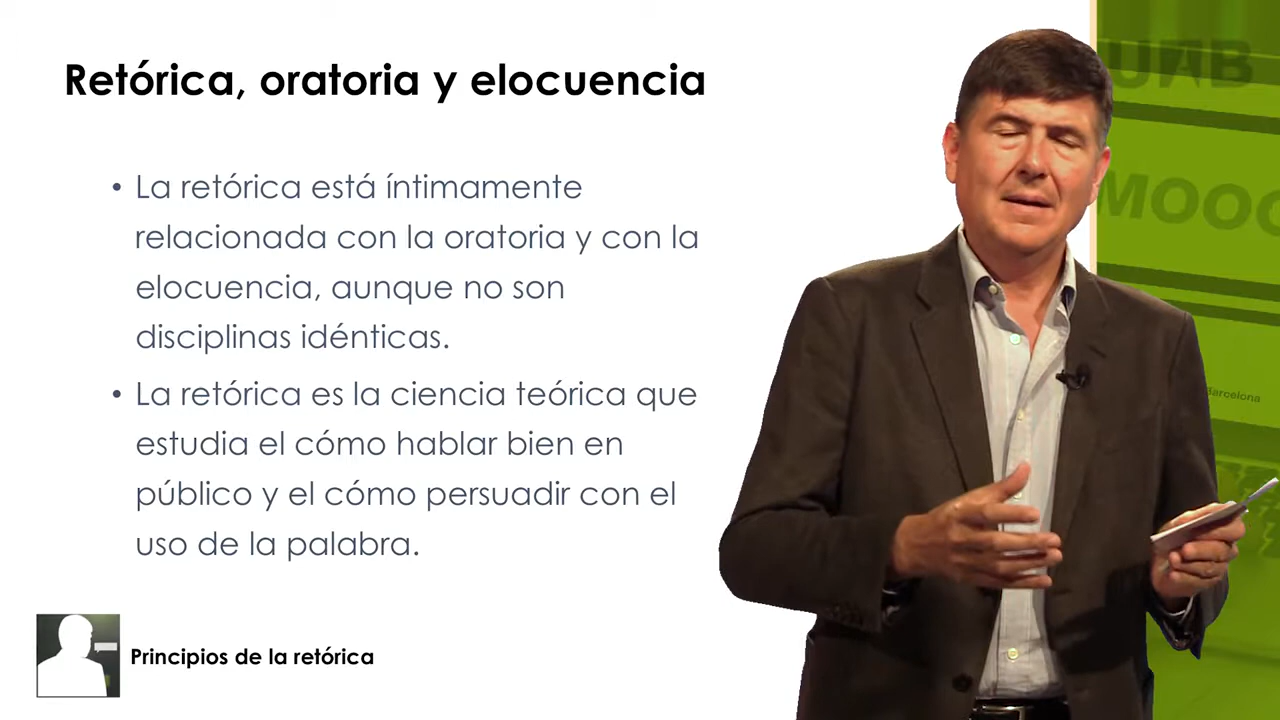 Retórica, oratoria y elocuencia
• La retórica está íntimamente
relacionada con la oratoria y con la
elocuencia, aunque no son
disciplinas idénticas.
• La retórica es la ciencia teórica que
estudia el cómo hablar bien en
público y el cómo persuadir con el
uso de la palabra.
Principios de la retórica
UAB
MOOC
Barcelona